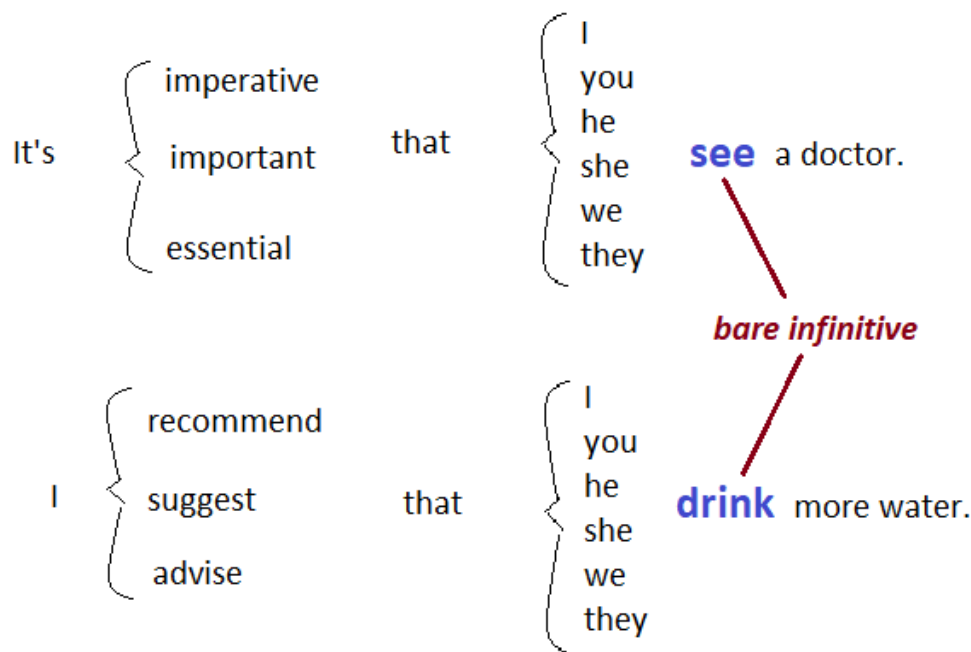 It's
imperative
important
essential
that
I
you
he
she
we
they
see a doctor.
bare infinitive
I
recommend
suggest
advise
that
I
you
he
she
we
they
drink more water.